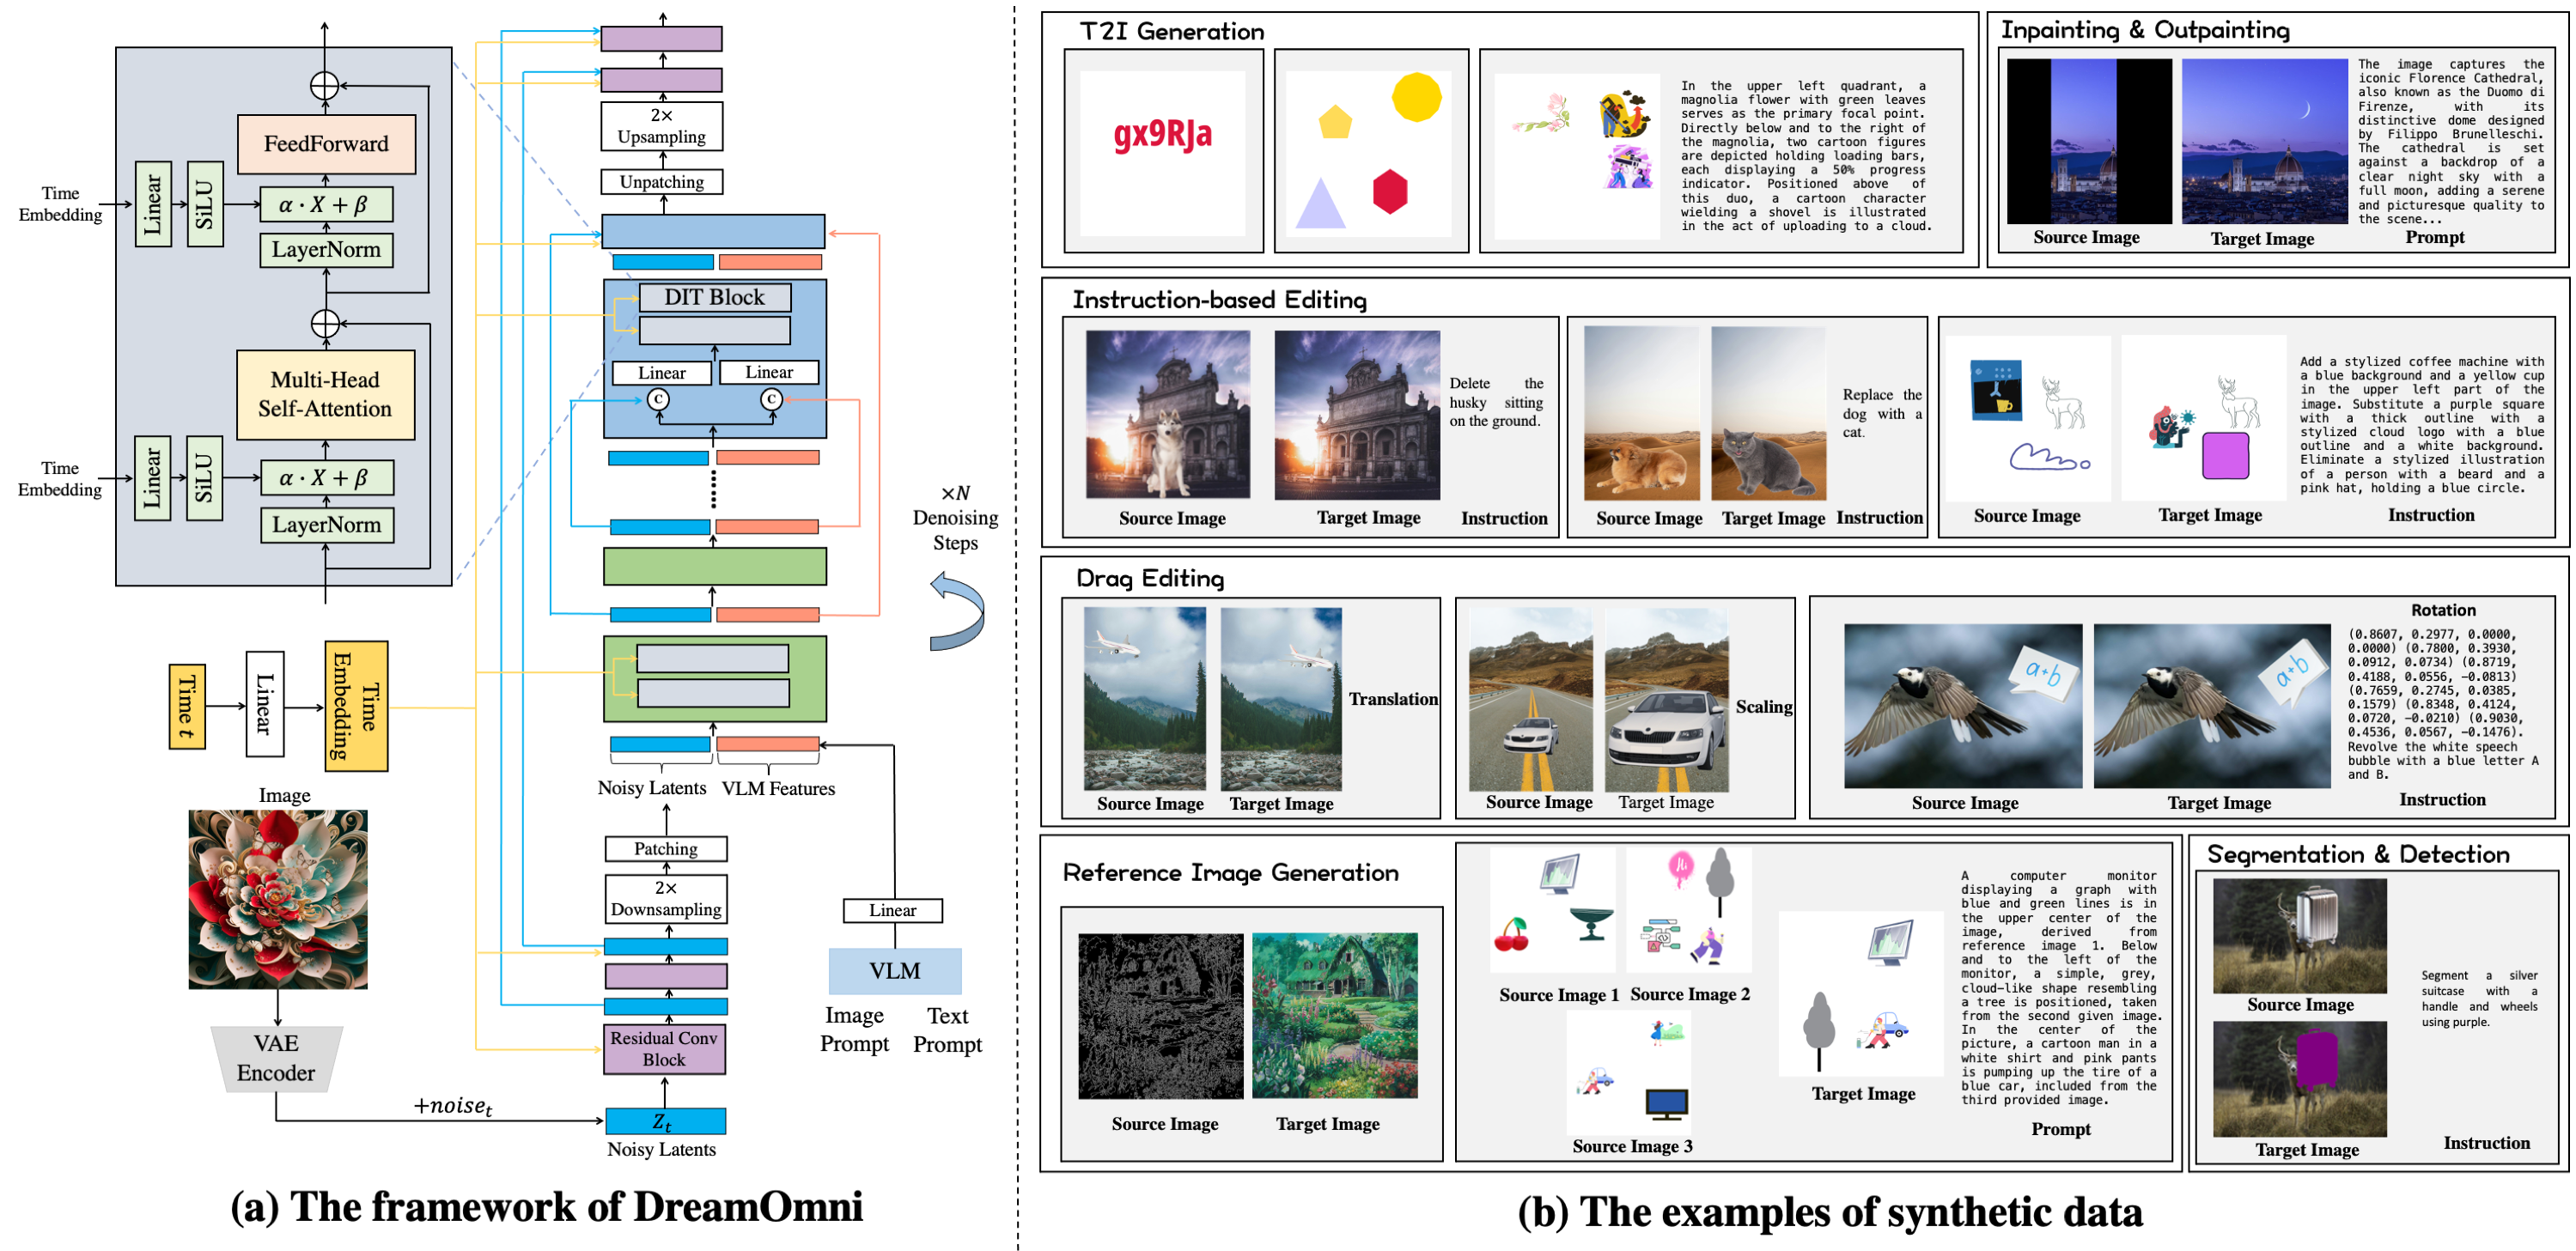 FeedForward
Time
Embedding
Linear
SiLU
α · X + β
LayerNorm
Multi-Head
Self-Attention
Time
Embedding
Linear
SiLU
α · X + β
LayerNorm
Time t
Linear
Time
Embedding
Image
VAE
Encoder
+noise_t
2×
Upsampling
Unpatching
DIT Block
Linear
Linear
C
C
×N
Denoising
Steps
Noisy Latents
VLM Features
Patching
2×
Downsampling
Linear
VLM
Image
Prompt
Text
Prompt
Residual Conv
Block
Z_t
Noisy Latents
(a) The framework of DreamOmni
T2I Generation
gx9RJa
In the upper left quadrant, a
magnolia flower with green leaves
serves as the primary focal point.
Directly below and to the right of
the magnolia, two cartoon figures
are depicted holding loading bars,
each displaying a 50% progress
indicator. Positioned above of
this duo, a cartoon character
wielding a shovel is illustrated
in the act of uploading to a cloud.
Inpainting & Outpainting
The image captures the
iconic Florence Cathedral,
also known as the Duomo di
Firenze, with its
distinctive dome designed
by Filippo Brunelleschi.
The cathedral is set
against a backdrop of a
clear night sky with a
full moon, adding a serene
and picturesque quality to
the scene...
Source Image
Target Image
Prompt
Instruction-based Editing
Delete the
husky sitting
on the ground.
Source Image
Target Image
Instruction
Replace the
dog with a
cat.
Source Image
Target Image
Instruction
Add a stylized coffee machine with
a blue background and a yellow cup
in the upper left part of the
image. Substitute a purple square
with a thick outline with a
stylized cloud logo with a blue
outline and a white background.
Eliminate a stylized illustration
of a person with a beard and a
pink hat, holding a blue circle.
Source Image
Target Image
Instruction
Drag Editing
Translation
Source Image
Target Image
Scaling
Source Image
Target Image
a+b
a+b
Rotation
(0.8607, 0.2977, 0.0000,
0.0000) (0.7800, 0.3930,
0.0912, 0.0734) (0.8719,
0.4188, 0.0556, -0.0813)
(0.7659, 0.2745, 0.0385,
0.1579) (0.8348, 0.4124,
0.0720, -0.0210) (0.9030,
0.4536, 0.0567, -0.1476).
Revolve the white speech
bubble with a blue letter A
and B.
Source Image
Target Image
Instruction
Reference Image Generation
Source Image
Target Image
Source Image 1
Source Image 2
Source Image 3
Target Image
A computer monitor
displaying a graph with
blue and green lines is in
the upper center of the
image, derived from
reference image 1. Below
and to the left of the
monitor, a simple, grey,
cloud-like shape resembling
a tree is positioned, taken
from the second given image.
In the center of the
picture, a cartoon man in a
white shirt and pink pants
is pumping up the tire of a
blue car, included from the
third provided image.
Prompt
Segmentation & Detection
Source Image
Segment a silver
suitcase with a
handle and wheels
using purple.
Target Image
Instruction
(b) The examples of synthetic data